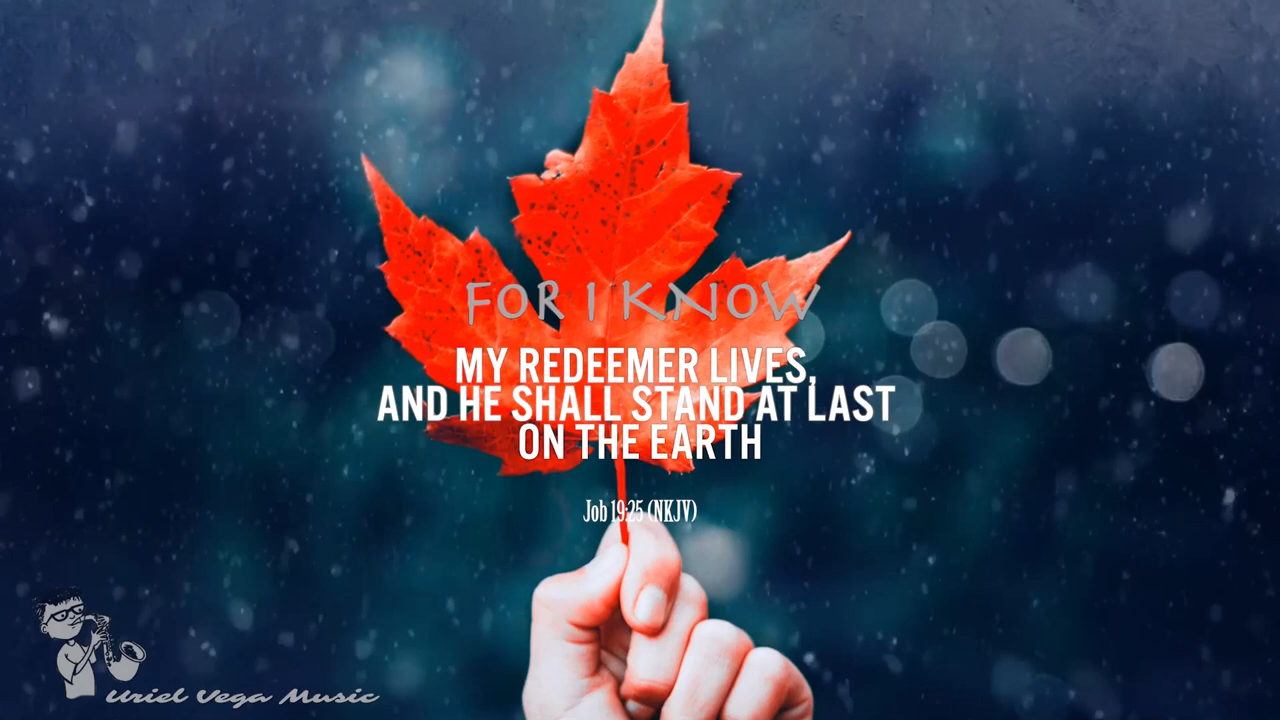 FOR I KNOW
MY REDEEMER LIVES,
AND HE SHALL STAND AT LAST
ON THE EARTH
Job 19:25 (NKJV)
Uriel Vega Music